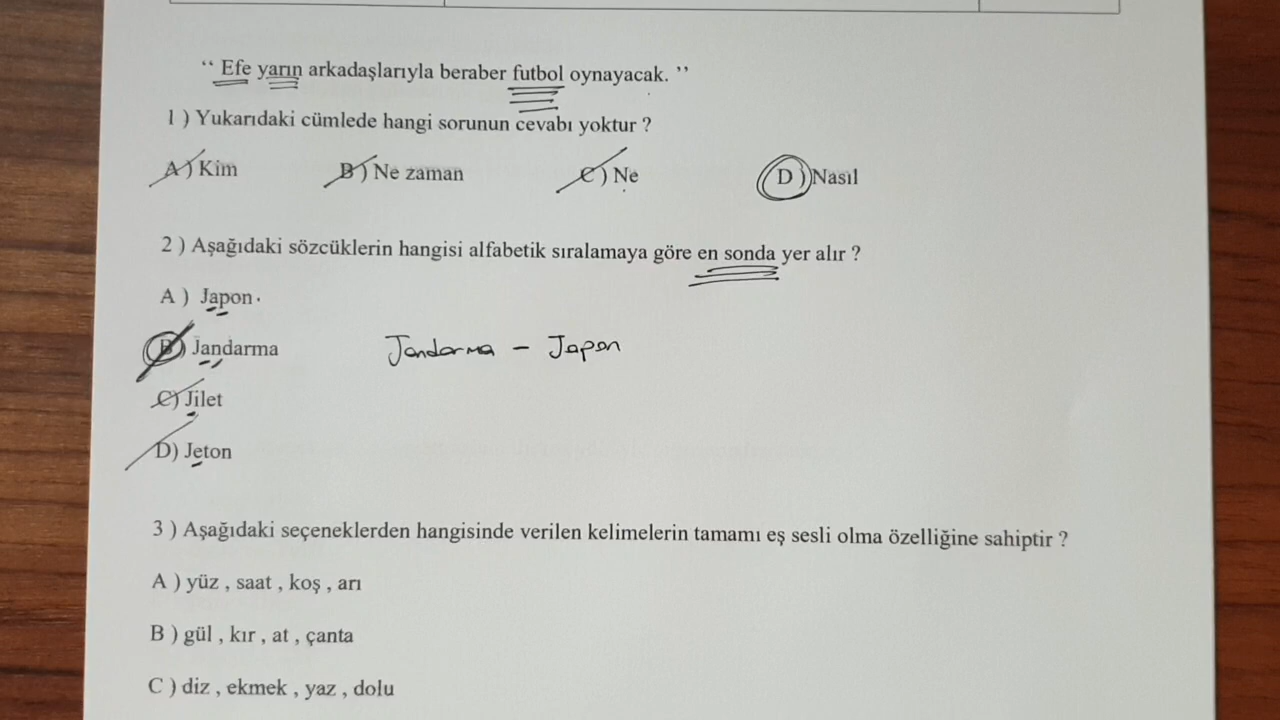 “ Efe yarın arkadaşlarıyla beraber futbol oynayacak. ”
1 ) Yukarıdaki cümlede hangi sorunun cevabı yoktur ?
A ) Kim B ) Ne zaman C ) Ne D ) Nasıl
2 ) Aşağıdaki sözcüklerin hangisi alfabetik sıralamaya göre en sonda yer alır ?
A ) Japon
B ) Jandarma Jandarma - Japon
C) Jilet
D) Jeton
3 ) Aşağıdaki seçeneklerden hangisinde verilen kelimelerin tamamı eş sesli olma özelliğine sahiptir ?
A ) yüz , saat , koş , arı
B ) gül , kır , at , çanta
C ) diz , ekmek , yaz , dolu